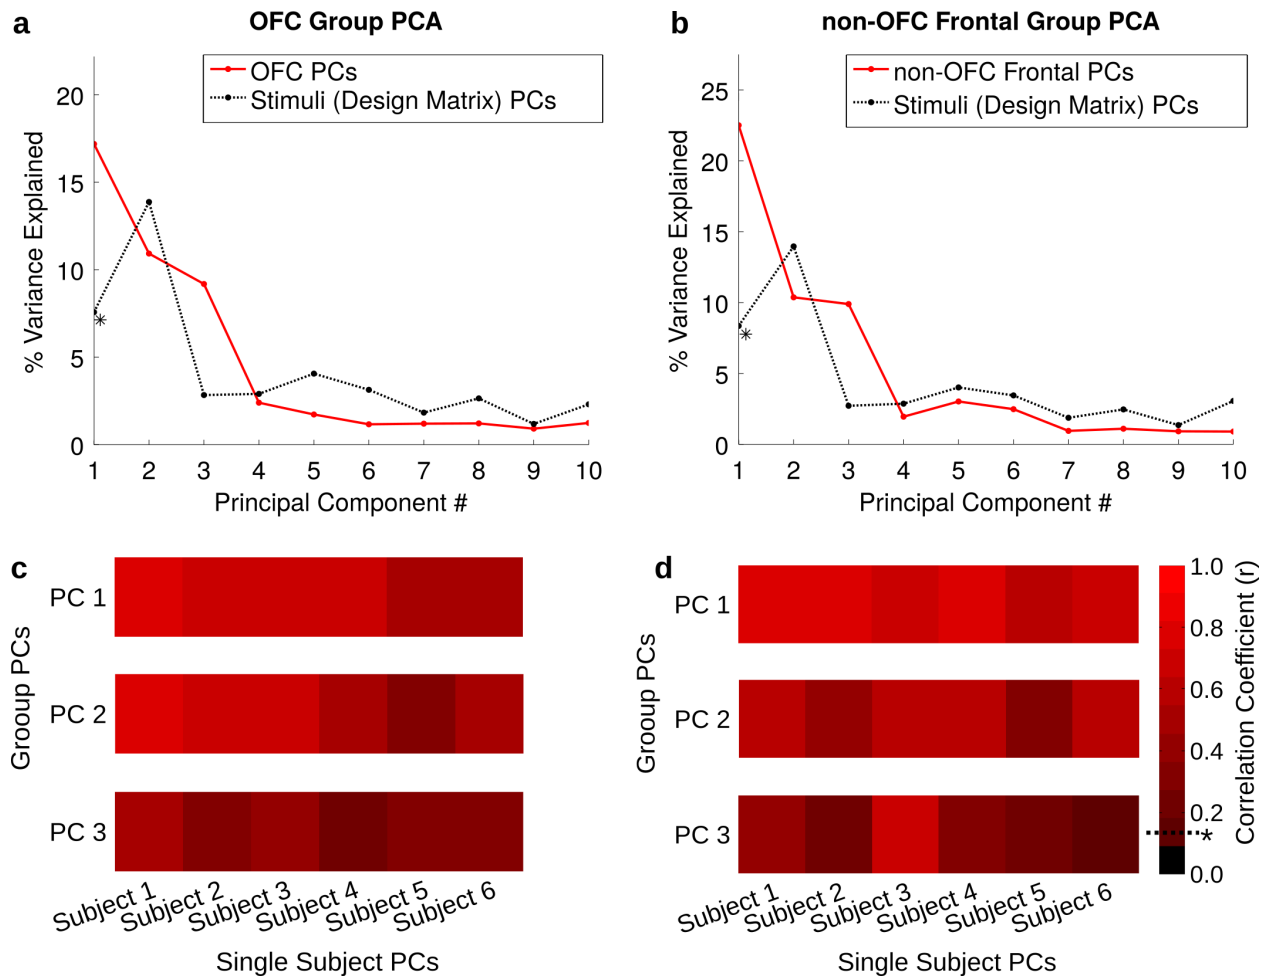 a
OFC Group PCA
OFC PCs
Stimuli (Design Matrix) PCs
% Variance Explained
20
15
10
5
0
*
1 2 3 4 5 6 7 8 9 10
Principal Component #
b
non-OFC Frontal Group PCA
non-OFC Frontal PCs
Stimuli (Design Matrix) PCs
% Variance Explained
25
20
15
10
5
0
*
1 2 3 4 5 6 7 8 9 10
Principal Component #
c
Grooup PCs
PC 1
PC 2
PC 3
Subject 1 Subject 2 Subject 3 Subject 4 Subject 5 Subject 6
Single Subject PCs
d
Grooup PCs
PC 1
PC 2
PC 3
Subject 1 Subject 2 Subject 3 Subject 4 Subject 5 Subject 6
Single Subject PCs
1.0
0.8
0.6
0.4
0.2
*
0.0
Correlation Coefficient (r)